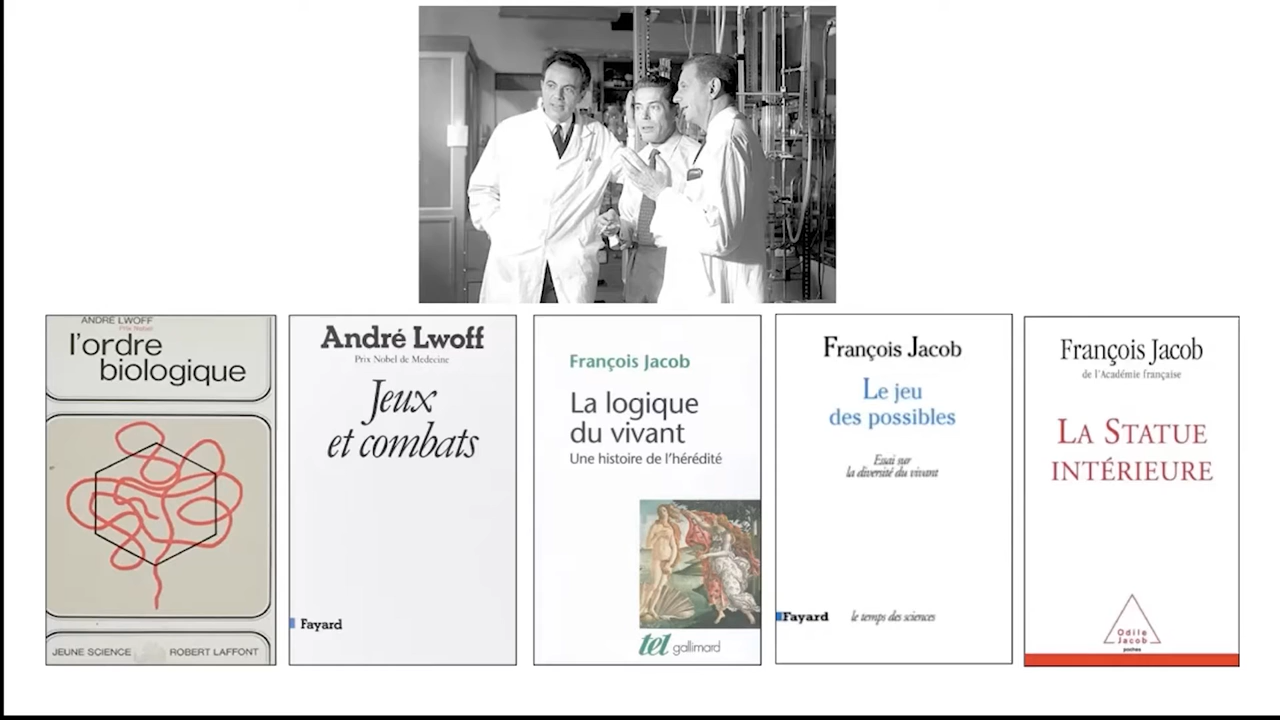 ANDRÉ LWOFF
Prix Nobel
l'ordre
biologique
JEUNE SCIENCE ROBERT LAFFONT
André Lwoff
Prix Nobel de Medecine
Jeux
et combats
Fayard
François Jacob
La logique
du vivant
Une histoire de l'hérédité
tel gallimard
François Jacob
Le jeu
des possibles
Essai sur
la diversité du vivant
Fayard le temps des sciences
François Jacob
de l'Académie française
LA STATUE
INTÉRIEURE
Odile
Jacob
poches